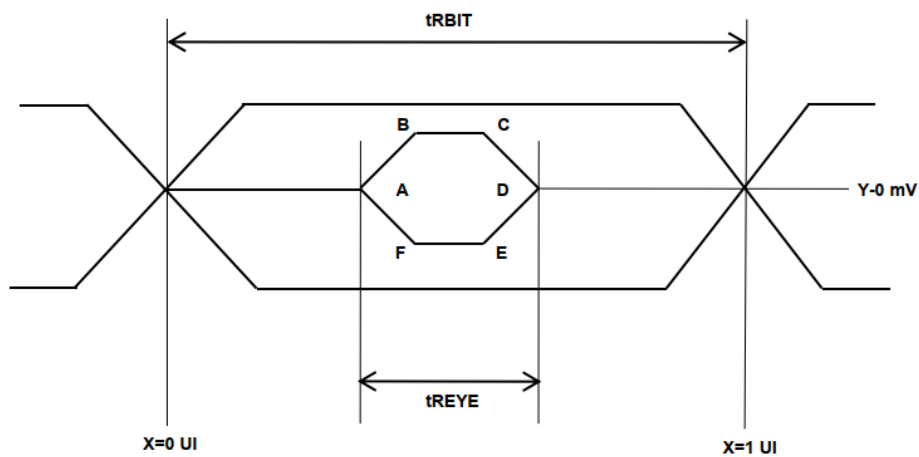 tRBIT
B
C
A
D
Y-0 mV
F
E
tREYE
X=0 UI
X=1 UI